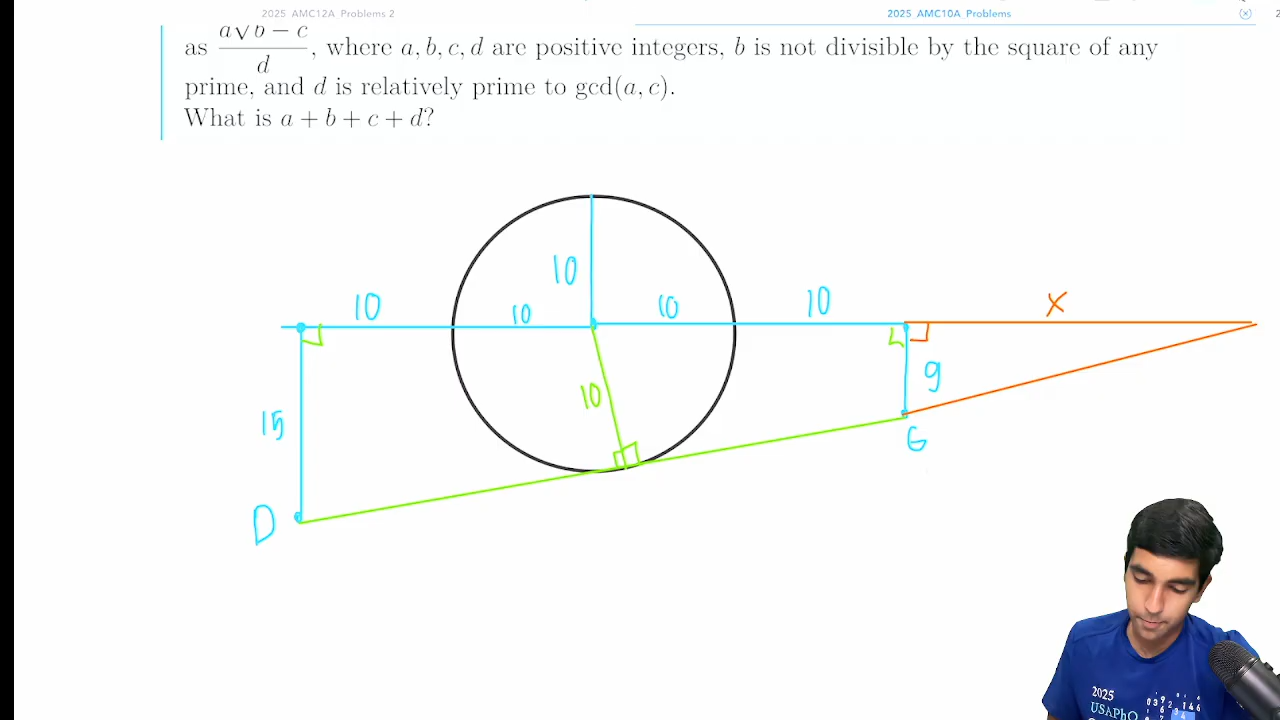 2025 AMC12A Problems 2
2025 AMC10A Problems
as a√b − c / d, where a, b, c, d are positive integers, b is not divisible by the square of any
prime, and d is relatively prime to gcd(a, c).
What is a + b + c + d?
10
10
10
10
10
x
10
9
15
G
D
2025
USAPhO